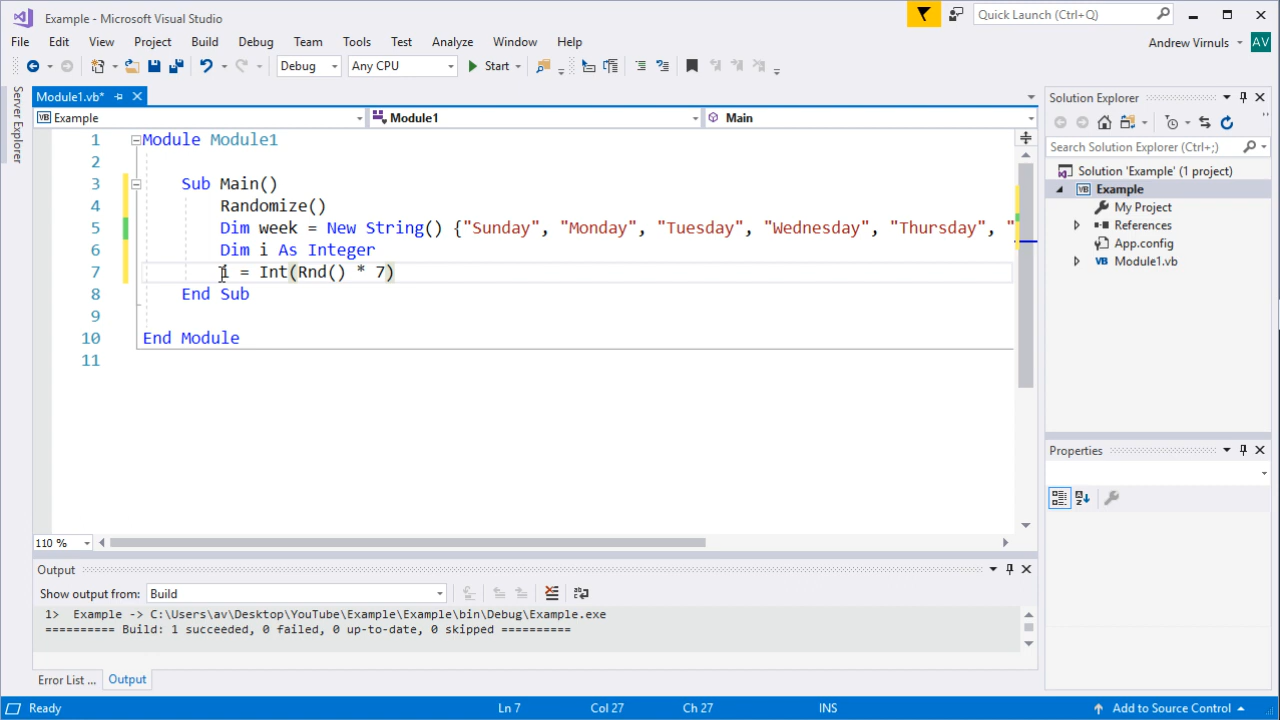 Example - Microsoft Visual Studio
Quick Launch (Ctrl+Q)
File Edit View Project Build Debug Team Tools Test Analyze Window Help
Andrew Virnuls AV
Debug Any CPU Start
Server Explorer
Module1.vb*
Example Module1 Main
1 Module Module1
2
3 Sub Main()
4 Randomize()
5 Dim week = New String() {"Sunday", "Monday", "Tuesday", "Wednesday", "Thursday", "
6 Dim i As Integer
7 i = Int(Rnd() * 7)
8 End Sub
9
10 End Module
11
110 %
Solution Explorer
Search Solution Explorer (Ctrl+;)
Solution 'Example' (1 project)
Example
My Project
References
App.config
Module1.vb
Properties
Output
Show output from: Build
1> Example -> C:\Users\av\Desktop\YouTube\Example\Example\bin\Debug\Example.exe
========== Build: 1 succeeded, 0 failed, 0 up-to-date, 0 skipped ==========
Error List ... Output
Ready Ln 7 Col 27 Ch 27 INS Add to Source Control